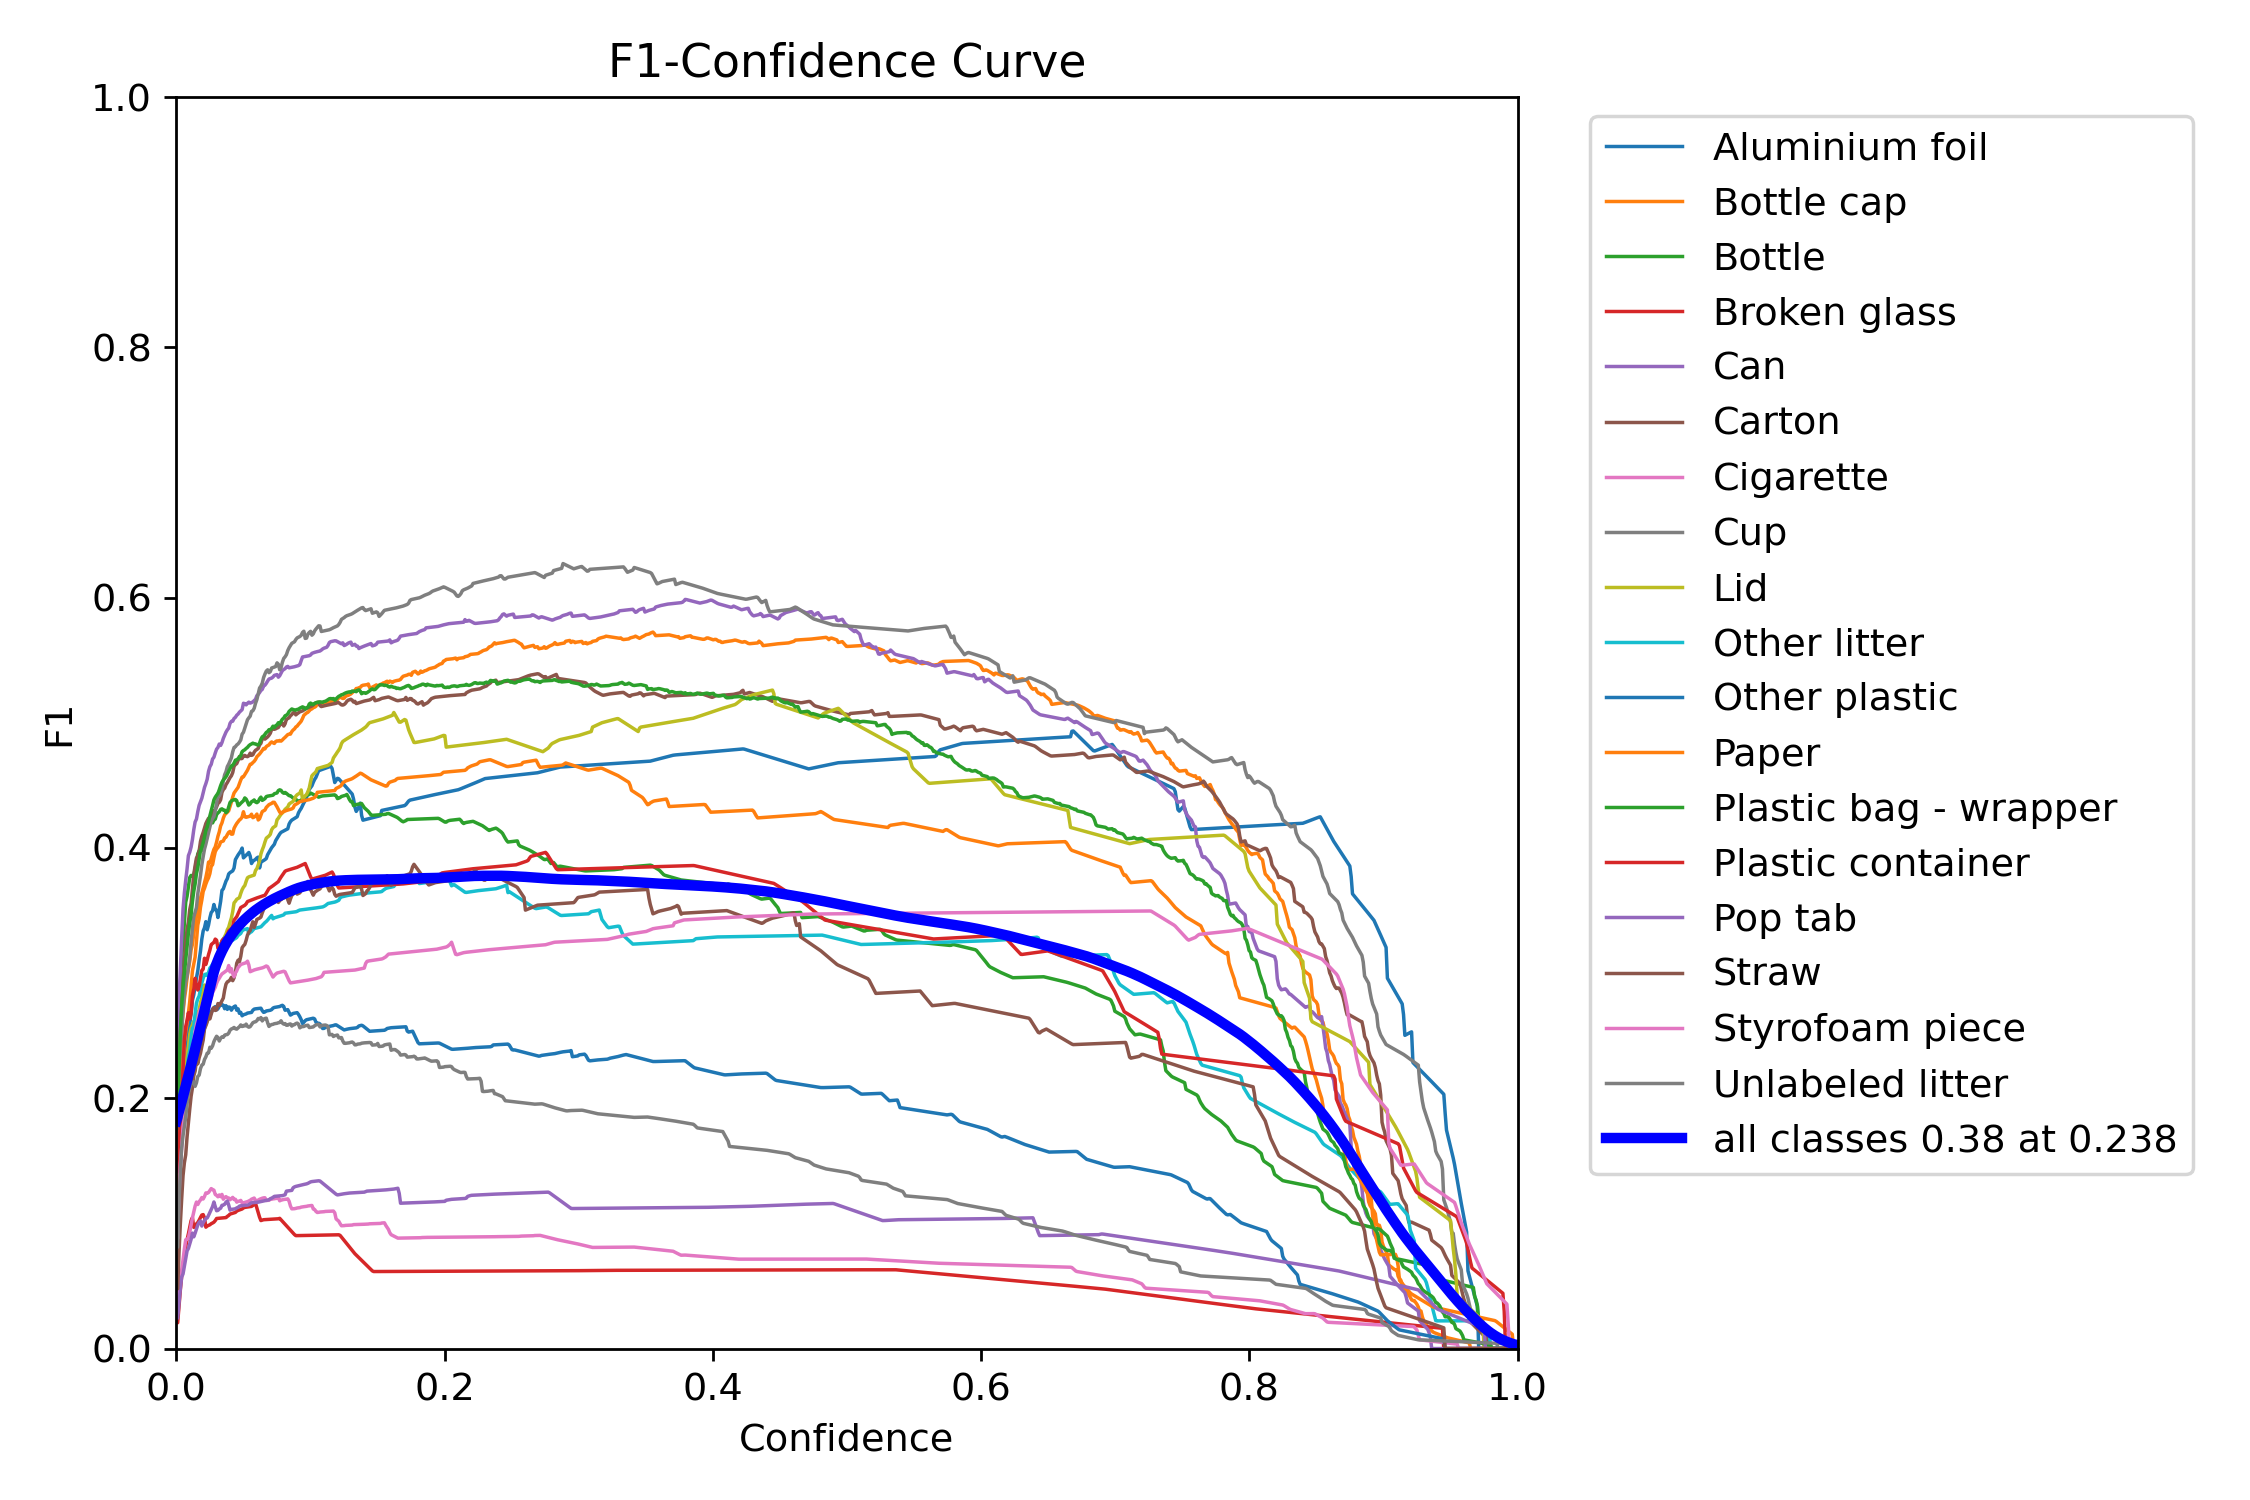 F1-Confidence Curve
1.0
0.8
0.6
0.4
0.2
0.0
F1
0.0 0.2 0.4 0.6 0.8 1.0
Confidence
Aluminium foil
Bottle cap
Bottle
Broken glass
Can
Carton
Cigarette
Cup
Lid
Other litter
Other plastic
Paper
Plastic bag - wrapper
Plastic container
Pop tab
Straw
Styrofoam piece
Unlabeled litter
all classes 0.38 at 0.238